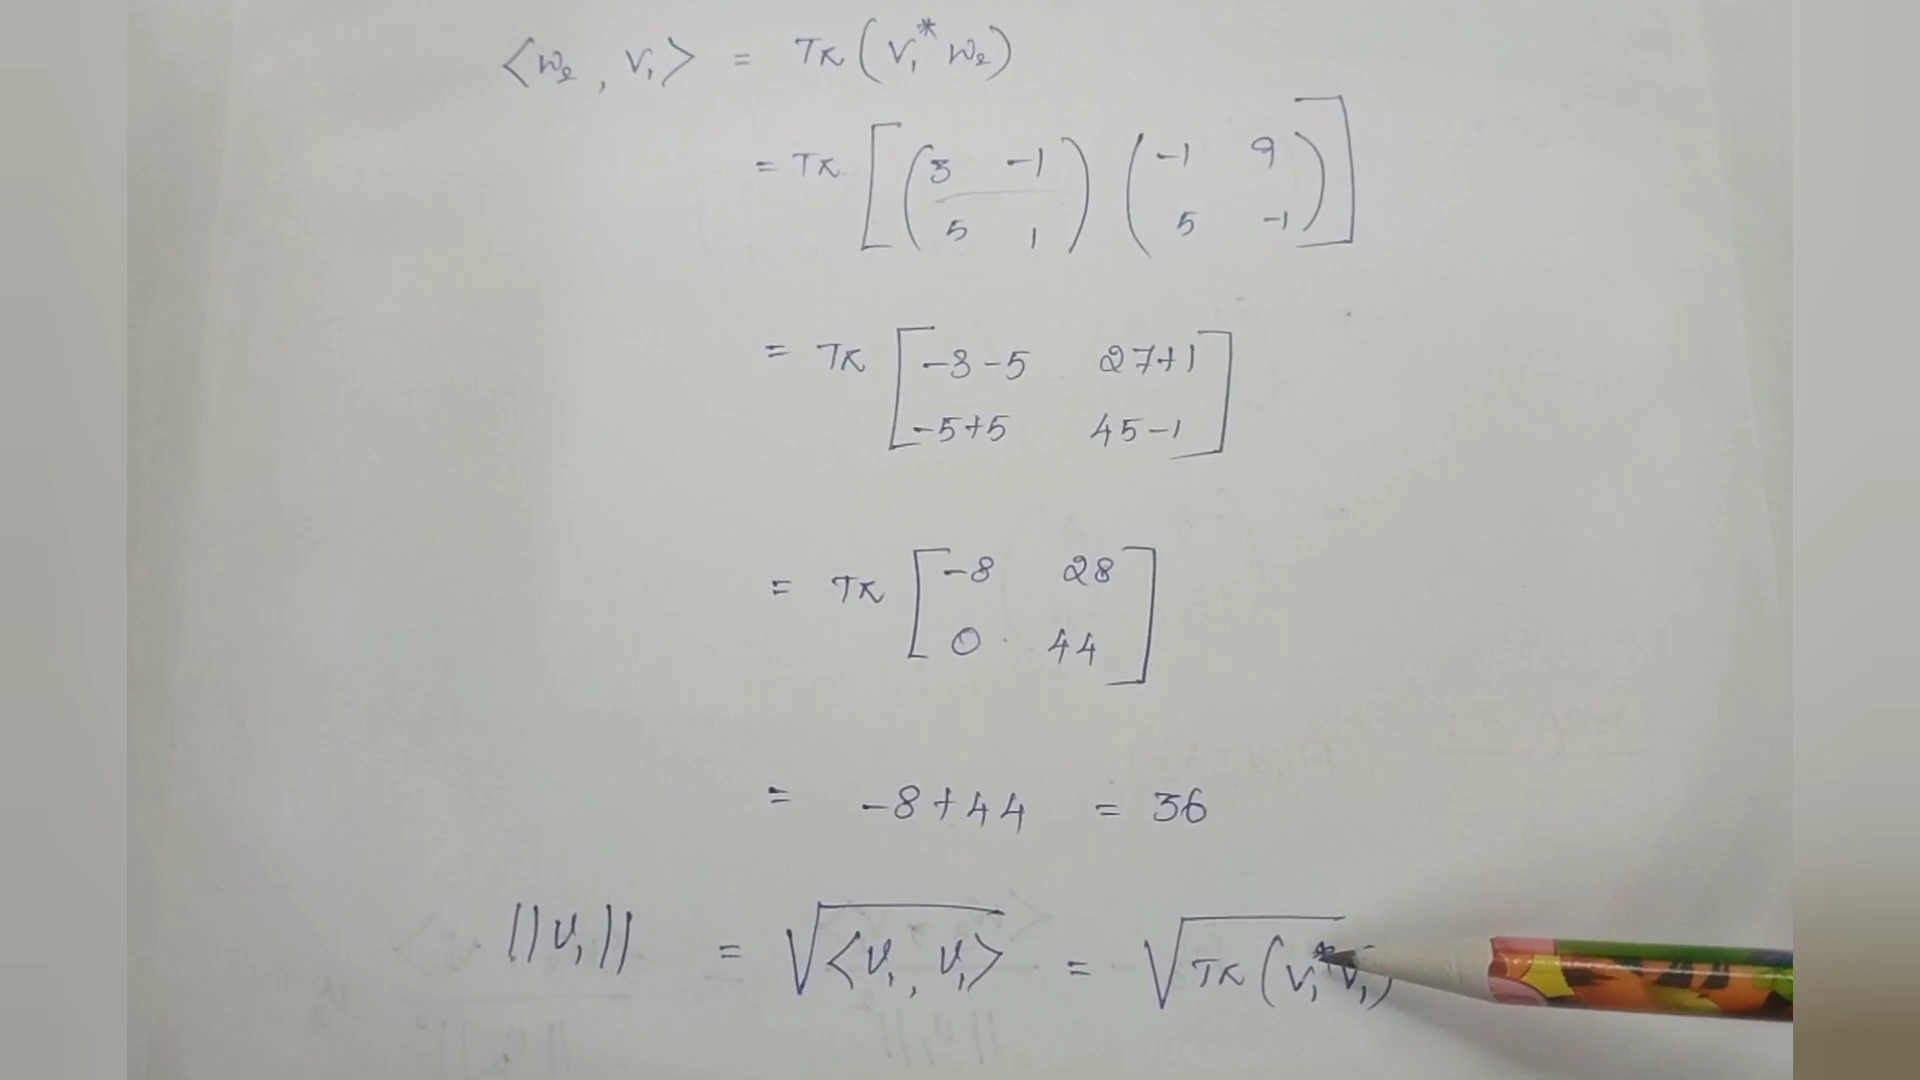 ⟨w₂, v₁⟩ = Tr (v₁* w₂)
= Tr [ ( 3 -1
5 1 ) ( -1 9
5 -1 ) ]
= Tr [ -3-5 27+1
-5+5 45-1 ]
= Tr [ -8 28
0 44 ]
= -8+44 = 36
||v₁|| = √⟨v₁, v₁⟩ = √Tr (v₁* v₁)